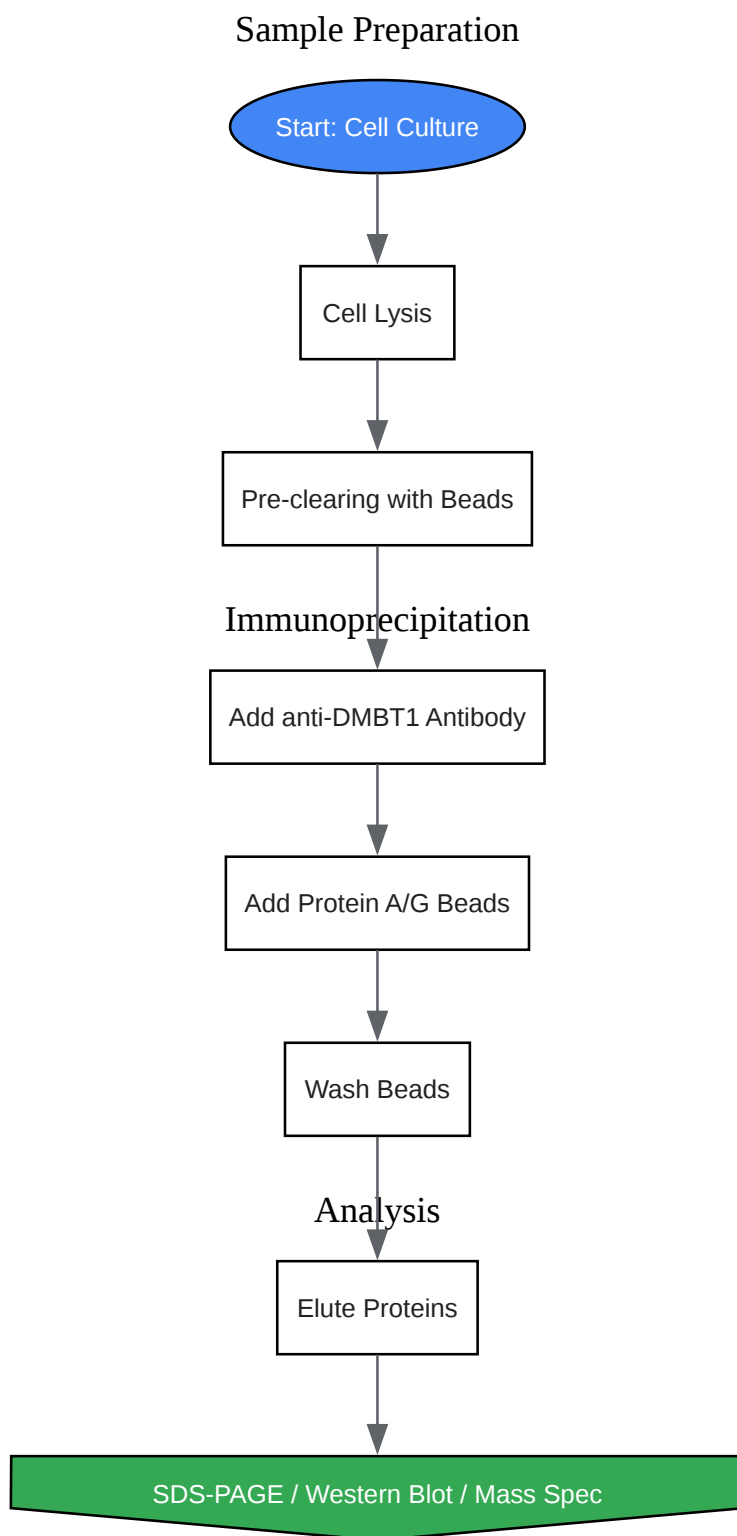 Sample Preparation
Start: Cell Culture
Cell Lysis
Pre-clearing with Beads
Immunoprecipitation
Add anti-DMBT1 Antibody
Add Protein A/G Beads
Wash Beads
Analysis
Elute Proteins
SDS-PAGE / Western Blot / Mass Spec